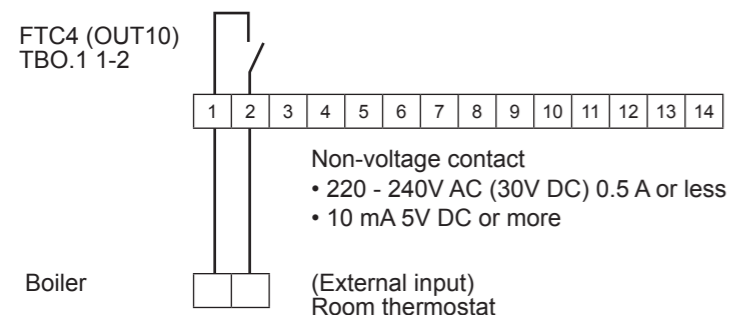 FTC4 (OUT10)
TBO.1 1-2
1 2 3 4 5 6 7 8 9 10 11 12 13 14
Non-voltage contact
• 220 - 240V AC (30V DC) 0.5 A or less
• 10 mA 5V DC or more
Boiler
(External input)
Room thermostat